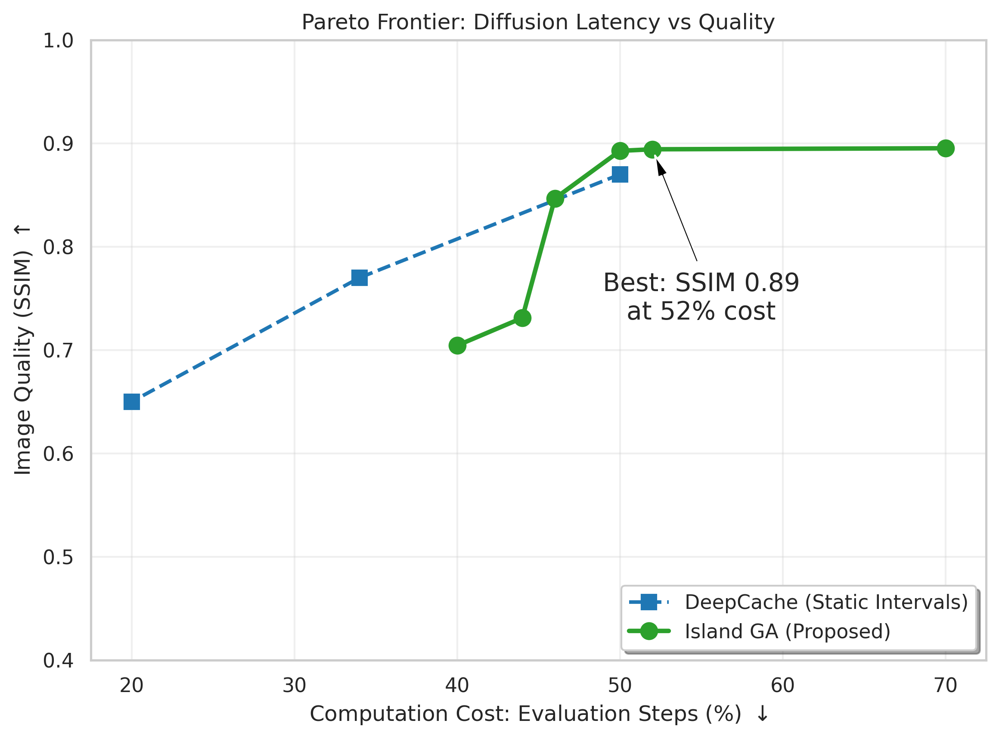 Pareto Frontier: Diffusion Latency vs Quality
1.0
0.9
0.8
0.7
0.6
0.5
0.4
Image Quality (SSIM) ↑
Best: SSIM 0.89
at 52% cost
DeepCache (Static Intervals)
Island GA (Proposed)
20
30
40
50
60
70
Computation Cost: Evaluation Steps (%) ↓